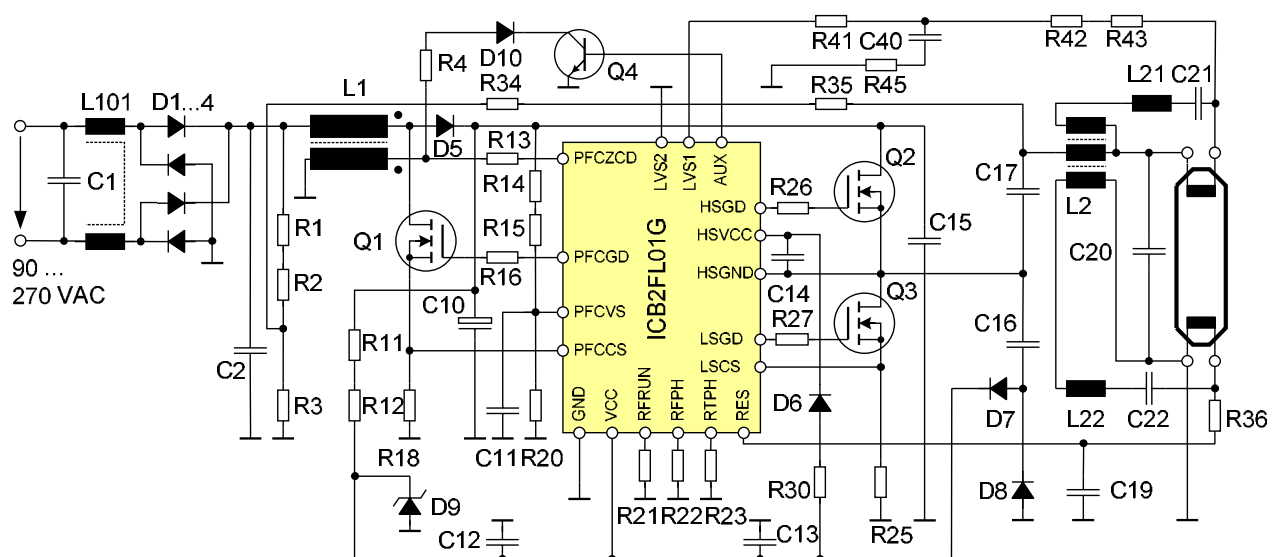 D10
R4
Q4
R41
C40
R42
R43
R45
R34
R35
L21
C21
L101
D1...4
L1
D5
R13
PFCZCD
LVS2
LVS1
AUX
Q2
C1
R14
R26
HSGD
C17
L2
R1
Q1
R15
HSVCC
C15
C20
R16
PFCGD
ICB2FL01G
HSGND
C14
Q3
90 ...
270 VAC
R2
C10
PFCVS
R27
C16
R11
LSGD
C2
PFCCS
LSCS
R3
R12
GND
VCC
RFRUN
RFPH
RTPH
RES
D6
D7
L22
C22
R36
R18
C11
R20
R30
D8
C19
D9
R21
R22
R23
R25
C12
C13